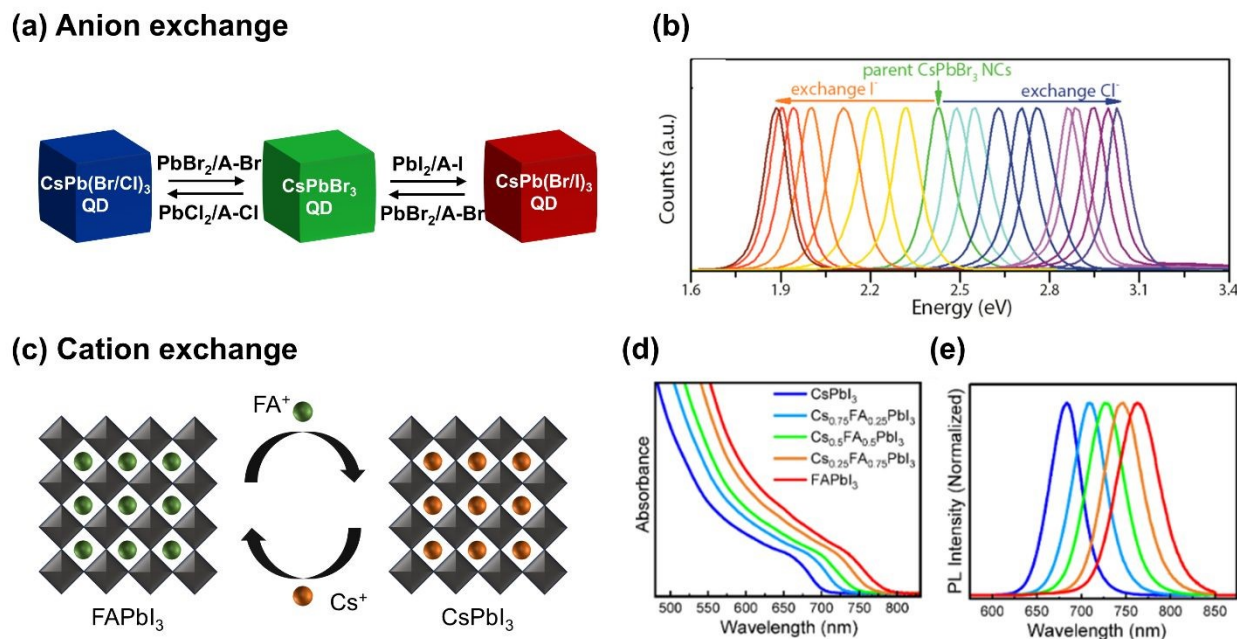 (a) Anion exchange
CsPb(Br/Cl)₃
QD
PbBr₂/A-Br
PbCl₂/A-Cl
CsPbBr₃
QD
PbI₂/A-I
PbBr₂/A-Br
CsPb(Br/I)₃
QD
(b)
parent CsPbBr₃ NCs
exchange I⁻
exchange Cl⁻
Counts (a.u.)
1.6 1.9 2.2 2.5 2.8 3.1 3.4
Energy (eV)
(c) Cation exchange
FA⁺
Cs⁺
FAPbI₃
CsPbI₃
(d)
CsPbI₃
Cs₀.₇₅FA₀.₂₅PbI₃
Cs₀.₅FA₀.₅PbI₃
Cs₀.₂₅FA₀.₇₅PbI₃
FAPbI₃
Absorbance
500 550 600 650 700 750 800
Wavelength (nm)
(e)
PL Intensity (Normalized)
600 650 700 750 800 850
Wavelength (nm)